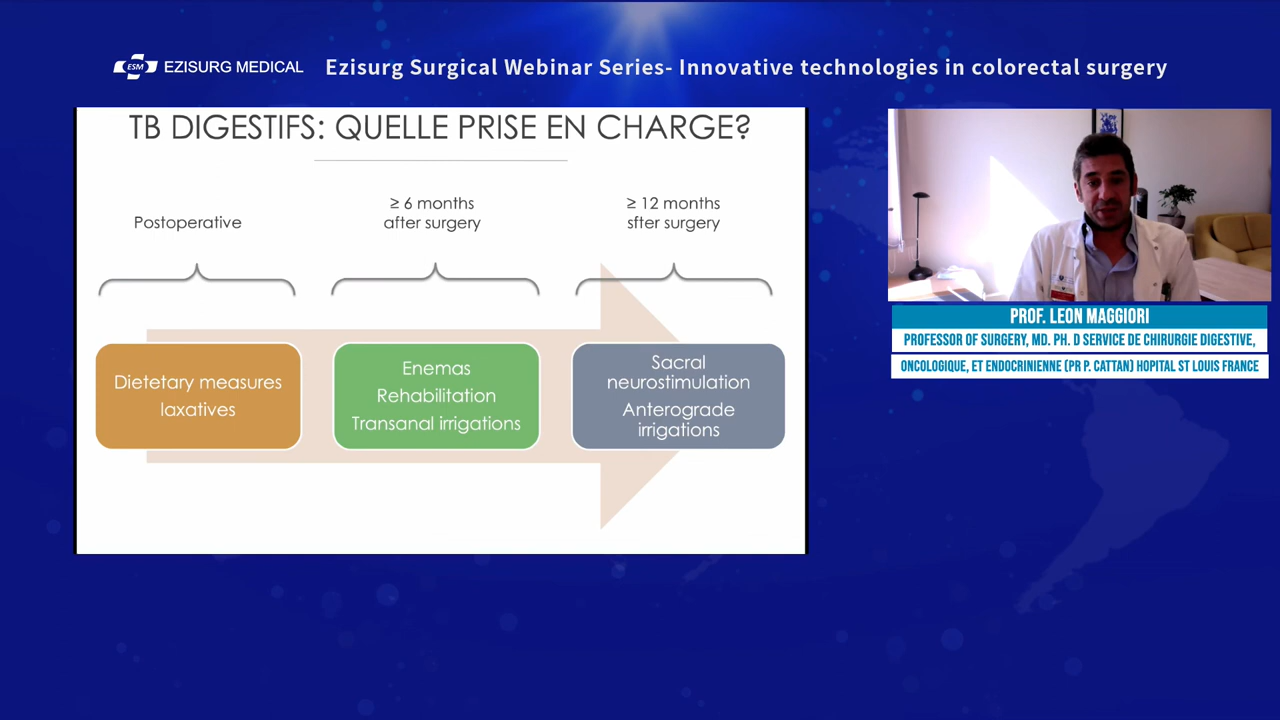 ESM EZISURG MEDICAL
Ezisurg Surgical Webinar Series- Innovative technologies in colorectal surgery
TB DIGESTIFS: QUELLE PRISE EN CHARGE?
Postoperative
≥ 6 months
after surgery
≥ 12 months
sfter surgery
Dietetary measures
laxatives
Enemas
Rehabilitation
Transanal irrigations
Sacral
neurostimulation
Anterograde
irrigations
PROF. LEON MAGGIORI
PROFESSOR OF SURGERY, MD. PH. D SERVICE DE CHIRURGIE DIGESTIVE,
ONCOLOGIQUE, ET ENDOCRINIENNE (PR P. CATTAN) HOPITAL ST LOUIS FRANCE